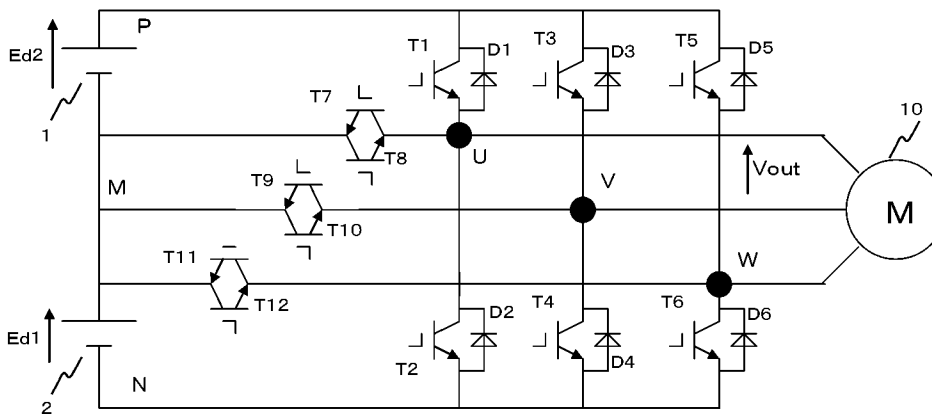 P
Ed2
1
T1
D1
T3
D3
T5
D5
10
T7
T8
U
Vout
M
T9
V
M
T10
T11
W
T12
Ed1
D2
T4
T6
D6
T2
D4
N
2